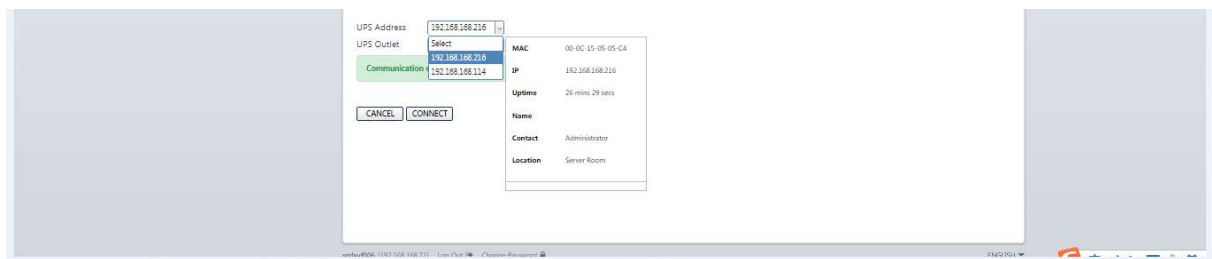 UPS Address 192.168.168.216
UPS Outlet Select
192.168.168.216
192.168.168.114
Communication
MAC 00-0C-15-05-05-C4
IP 192.168.168.216
Uptime 26 mins 29 secs
Name
Contact Administrator
Location Server Room
CANCEL CONNECT
Log Out Change Password ENGLISH